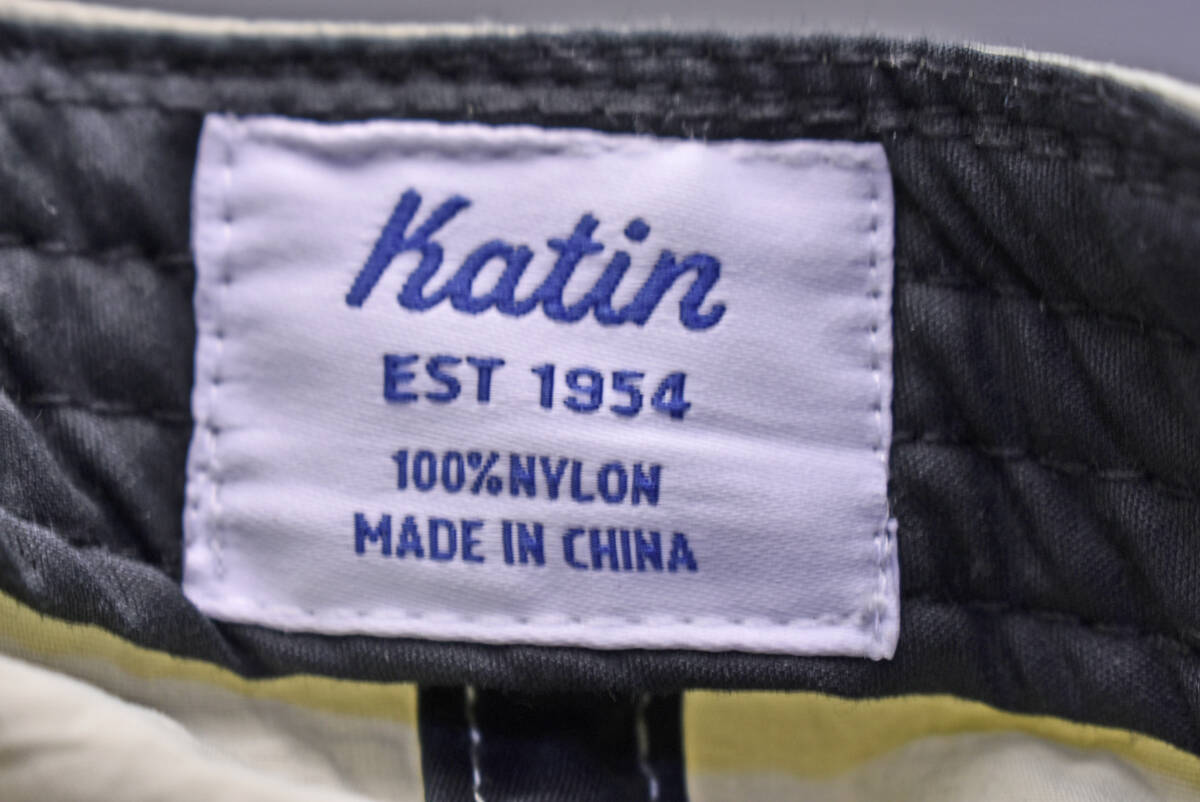 Katin
EST 1954
100%NYLON
MADE IN CHINA